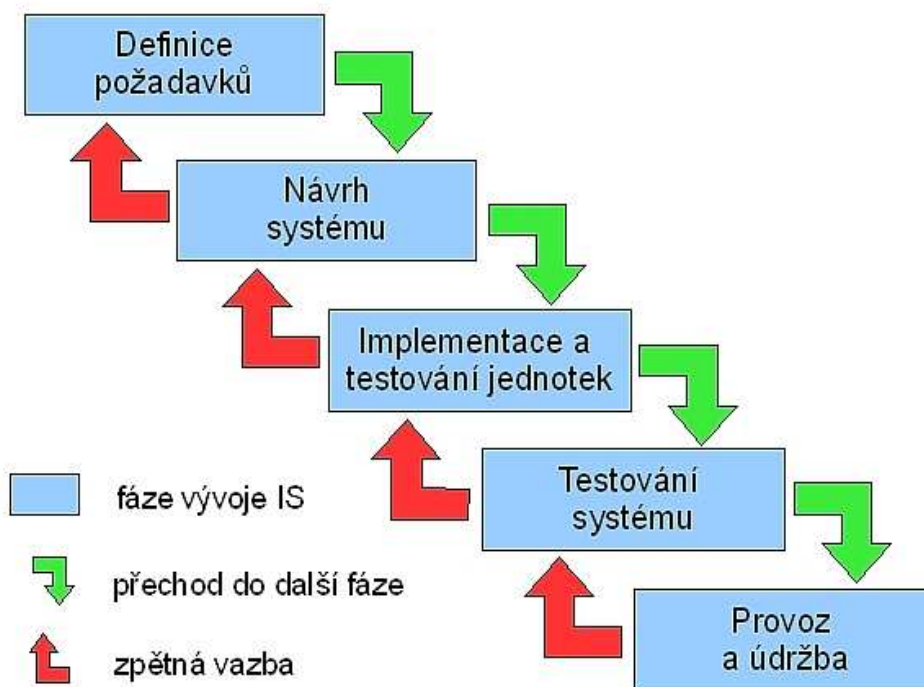 Definice
požadavků
Návrh
systému
Implementace a
testování jednotek
Testování
systému
Provoz
a údržba
fáze vývoje IS
přechod do další fáze
zpětná vazba